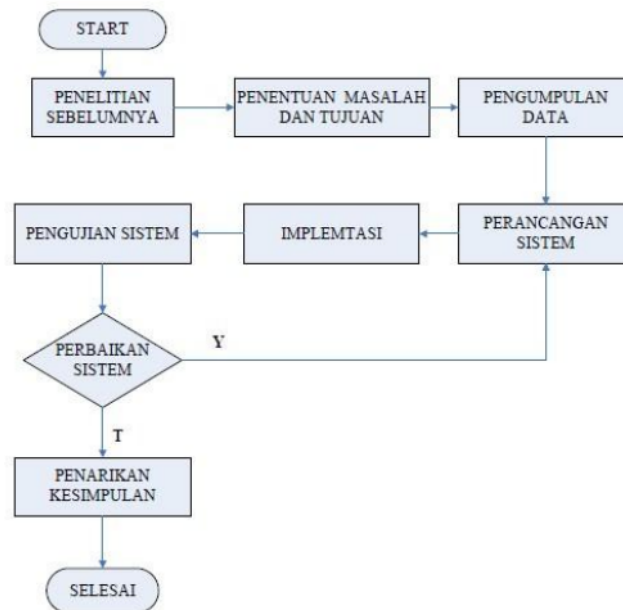 START
PENELITIAN
SEBELUMNYA
PENENTUAN MASALAH
DAN TUJUAN
PENGUMPULAN
DATA
PERANCANGAN
SISTEM
IMPLEMTASI
PENGUJIAN SISTEM
PERBAIKAN
SISTEM
Y
T
PENARIKAN
KESIMPULAN
SELESAI